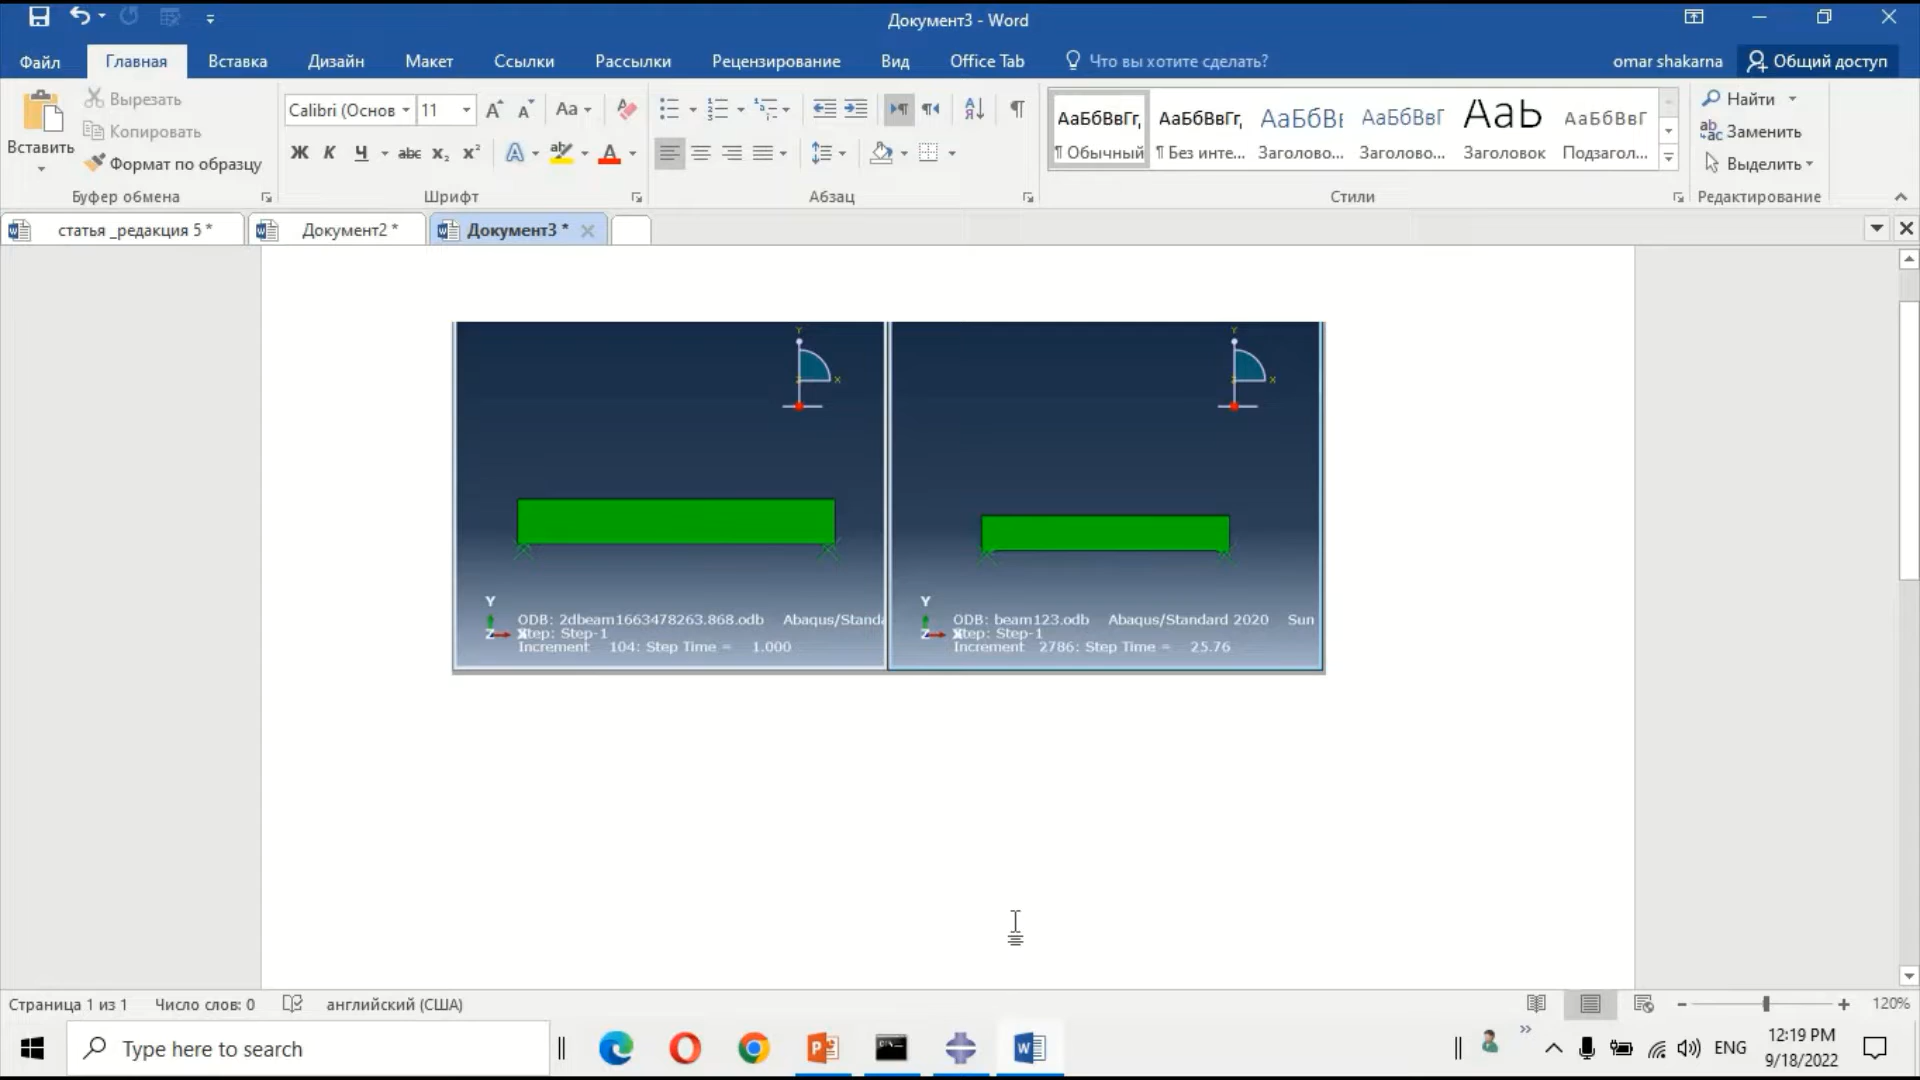 Документ3 - Word
Файл Главная Вставка Дизайн Макет Ссылки Рассылки Рецензирование Вид Office Tab Что вы хотите сделать? omar shakarna Общий доступ
Вставить
Вырезать
Копировать
Формат по образцу
Буфер обмена
Calibri (Основ 11 Aa
Ж К Ч abc x₂ x² A ab A
Шрифт
Абзац
АаБбВвГг, АаБбВвГг, АаБбВı АаБбВвГ АаЬ АаБбВвГ
¶ Обычный ¶ Без инте... Заголово... Заголово... Заголовок Подзагол...
Стили
Найти
Заменить
Выделить
Редактирование
статья _редакция 5 * Документ2 * Документ3 *
Y
X
Z
Y
Z X
ODB: 2dbeam1663478263.868.odb Abaqus/Standa
Step: Step-1
Increment 104: Step Time = 1.000
Y
X
Z
Y
Z X
ODB: beam123.odb Abaqus/Standard 2020 Sun
Step: Step-1
Increment 2786: Step Time = 25.76
Страница 1 из 1 Число слов: 0 английский (США) 120%
Type here to search
ENG
12:19 PM
9/18/2022